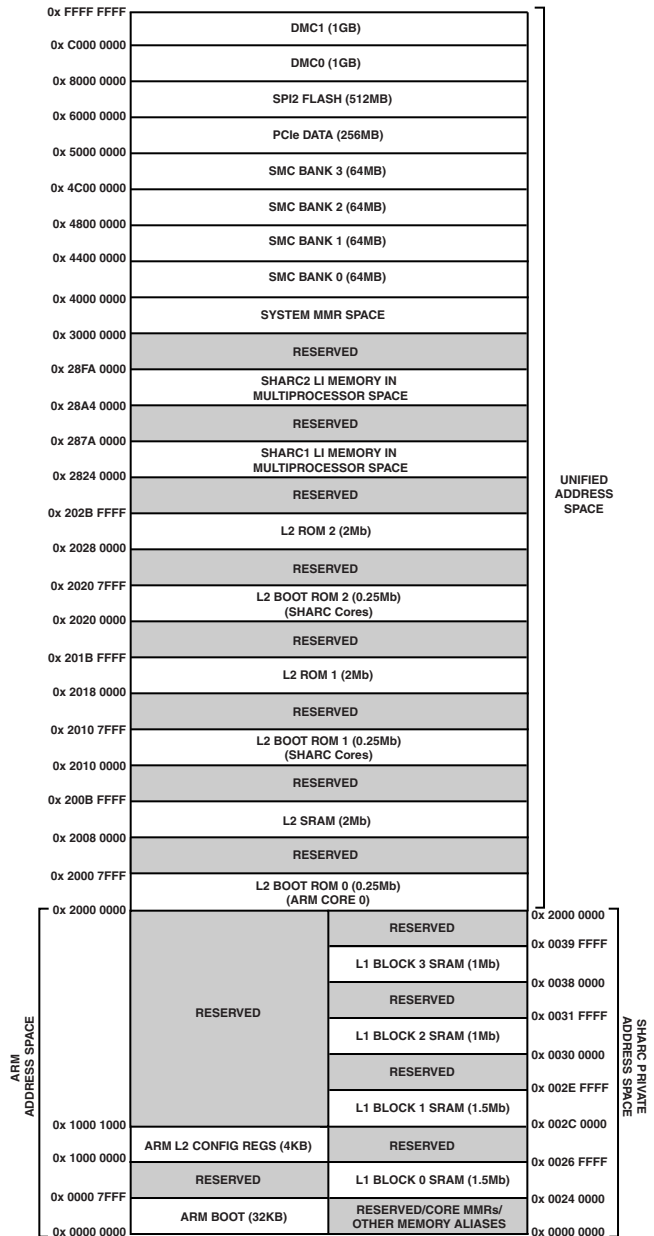 0x FFFF FFFF
DMC1 (1GB)
0x C000 0000
DMC0 (1GB)
0x 8000 0000
SPI2 FLASH (512MB)
0x 6000 0000
PCIe DATA (256MB)
0x 5000 0000
SMC BANK 3 (64MB)
0x 4C00 0000
SMC BANK 2 (64MB)
0x 4800 0000
SMC BANK 1 (64MB)
0x 4400 0000
SMC BANK 0 (64MB)
0x 4000 0000
SYSTEM MMR SPACE
0x 3000 0000
RESERVED
0x 28FA 0000
SHARC2 LI MEMORY IN
MULTIPROCESSOR SPACE
0x 28A4 0000
RESERVED
0x 287A 0000
SHARC1 LI MEMORY IN
MULTIPROCESSOR SPACE
0x 2824 0000
RESERVED
0x 202B FFFF
L2 ROM 2 (2Mb)
0x 2028 0000
RESERVED
0x 2020 7FFF
L2 BOOT ROM 2 (0.25Mb)
(SHARC Cores)
0x 2020 0000
RESERVED
0x 201B FFFF
L2 ROM 1 (2Mb)
0x 2018 0000
RESERVED
0x 2010 7FFF
L2 BOOT ROM 1 (0.25Mb)
(SHARC Cores)
0x 2010 0000
RESERVED
0x 200B FFFF
L2 SRAM (2Mb)
0x 2008 0000
RESERVED
0x 2000 7FFF
L2 BOOT ROM 0 (0.25Mb)
(ARM CORE 0)
0x 2000 0000
UNIFIED
ADDRESS
SPACE
ARM
ADDRESS SPACE
RESERVED
0x 1000 1000
ARM L2 CONFIG REGS (4KB)
0x 1000 0000
RESERVED
0x 0000 7FFF
ARM BOOT (32KB)
0x 0000 0000
0x 2000 0000
RESERVED
0x 0039 FFFF
L1 BLOCK 3 SRAM (1Mb)
0x 0038 0000
RESERVED
0x 0031 FFFF
L1 BLOCK 2 SRAM (1Mb)
0x 0030 0000
RESERVED
0x 002E FFFF
L1 BLOCK 1 SRAM (1.5Mb)
0x 002C 0000
RESERVED
0x 0026 FFFF
L1 BLOCK 0 SRAM (1.5Mb)
0x 0024 0000
RESERVED/CORE MMRs/
OTHER MEMORY ALIASES
0x 0000 0000
SHARC PRIVATE
ADDRESS SPACE